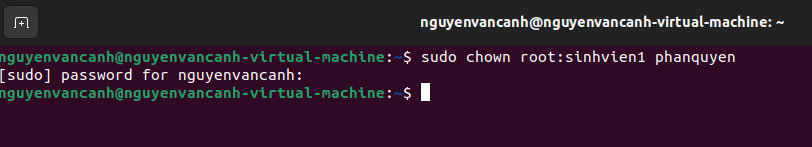 nguyenvancanh@nguyenvancanh-virtual-machine: ~
nguyenvancanh@nguyenvancanh-virtual-machine:~$ sudo chown root:sinhvien1 phanquyen
[sudo] password for nguyenvancanh:
nguyenvancanh@nguyenvancanh-virtual-machine:~$